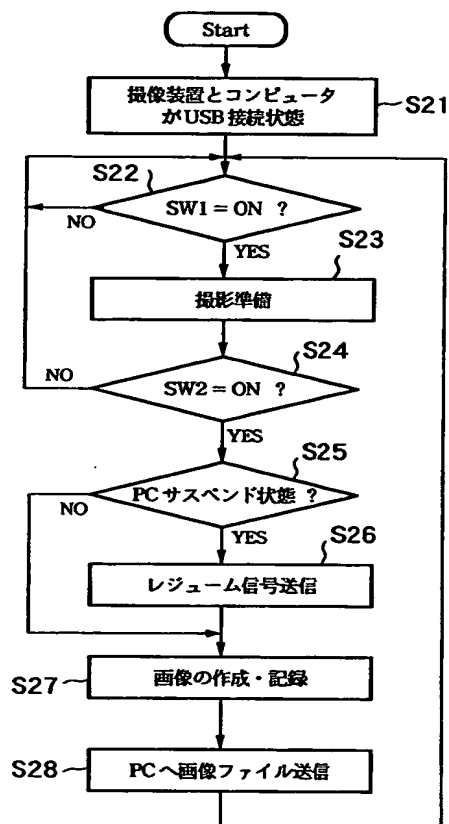 Start
撮像装置とコンピュータ
がUSB接続状態
S21
S22
SW1=ON ?
NO
YES
S23
撮影準備
S24
SW2=ON ?
NO
YES
S25
PCサスペンド状態 ?
NO
YES
S26
レジューム信号送信
画像の作成・記録
S27
PCへ画像ファイル送信
S28